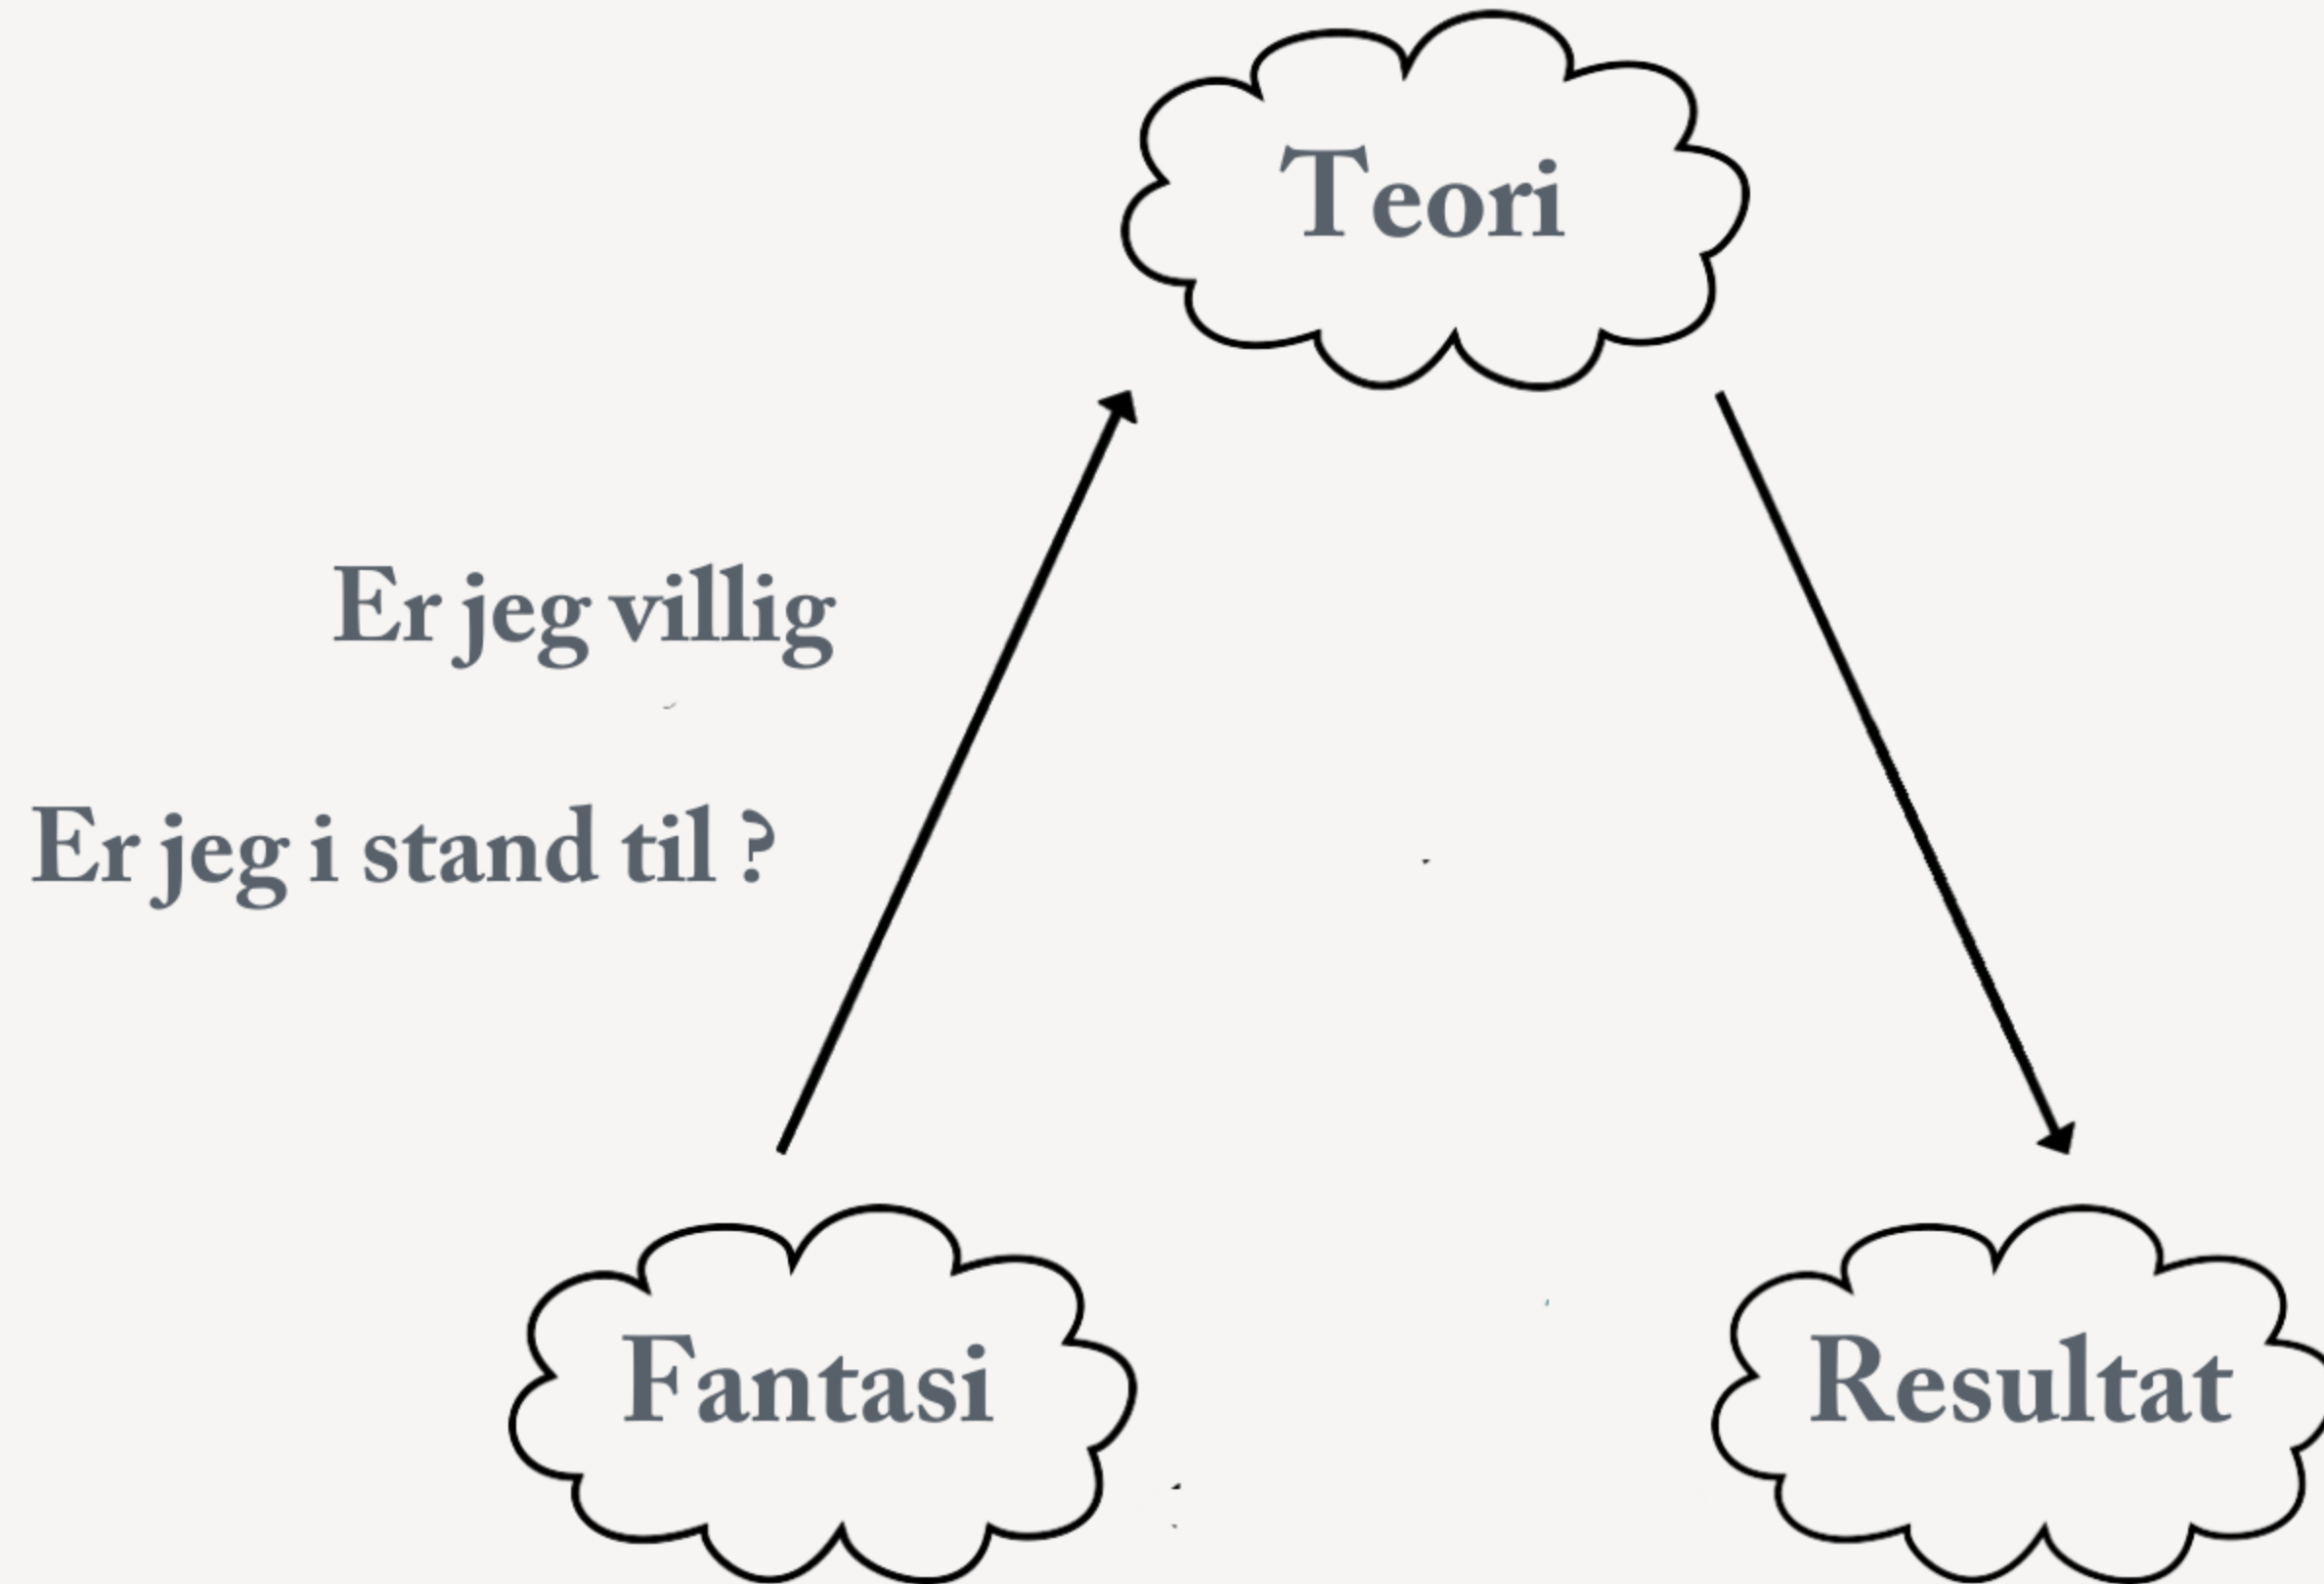 Teori
Er jeg villig
Er jeg i stand til ?
Fantasi
Resultat